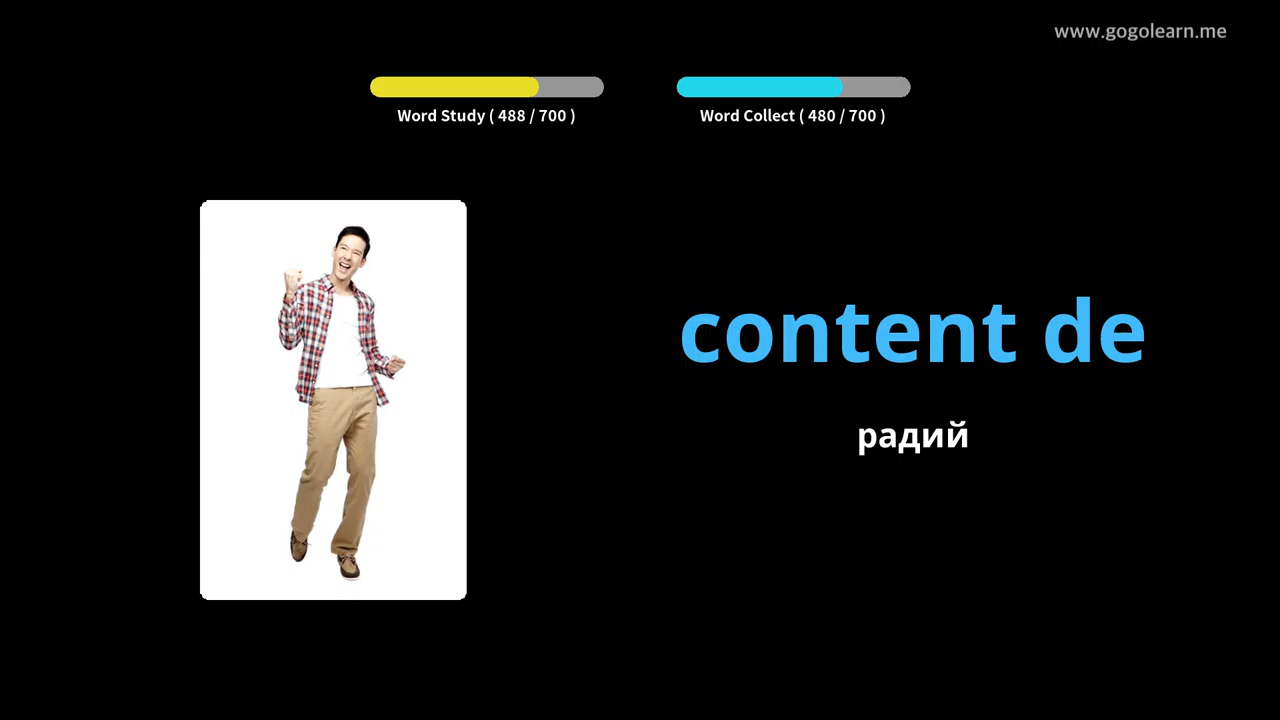 www.gogolearn.me
Word Study ( 488 / 700 )
Word Collect ( 480 / 700 )
content de
радий